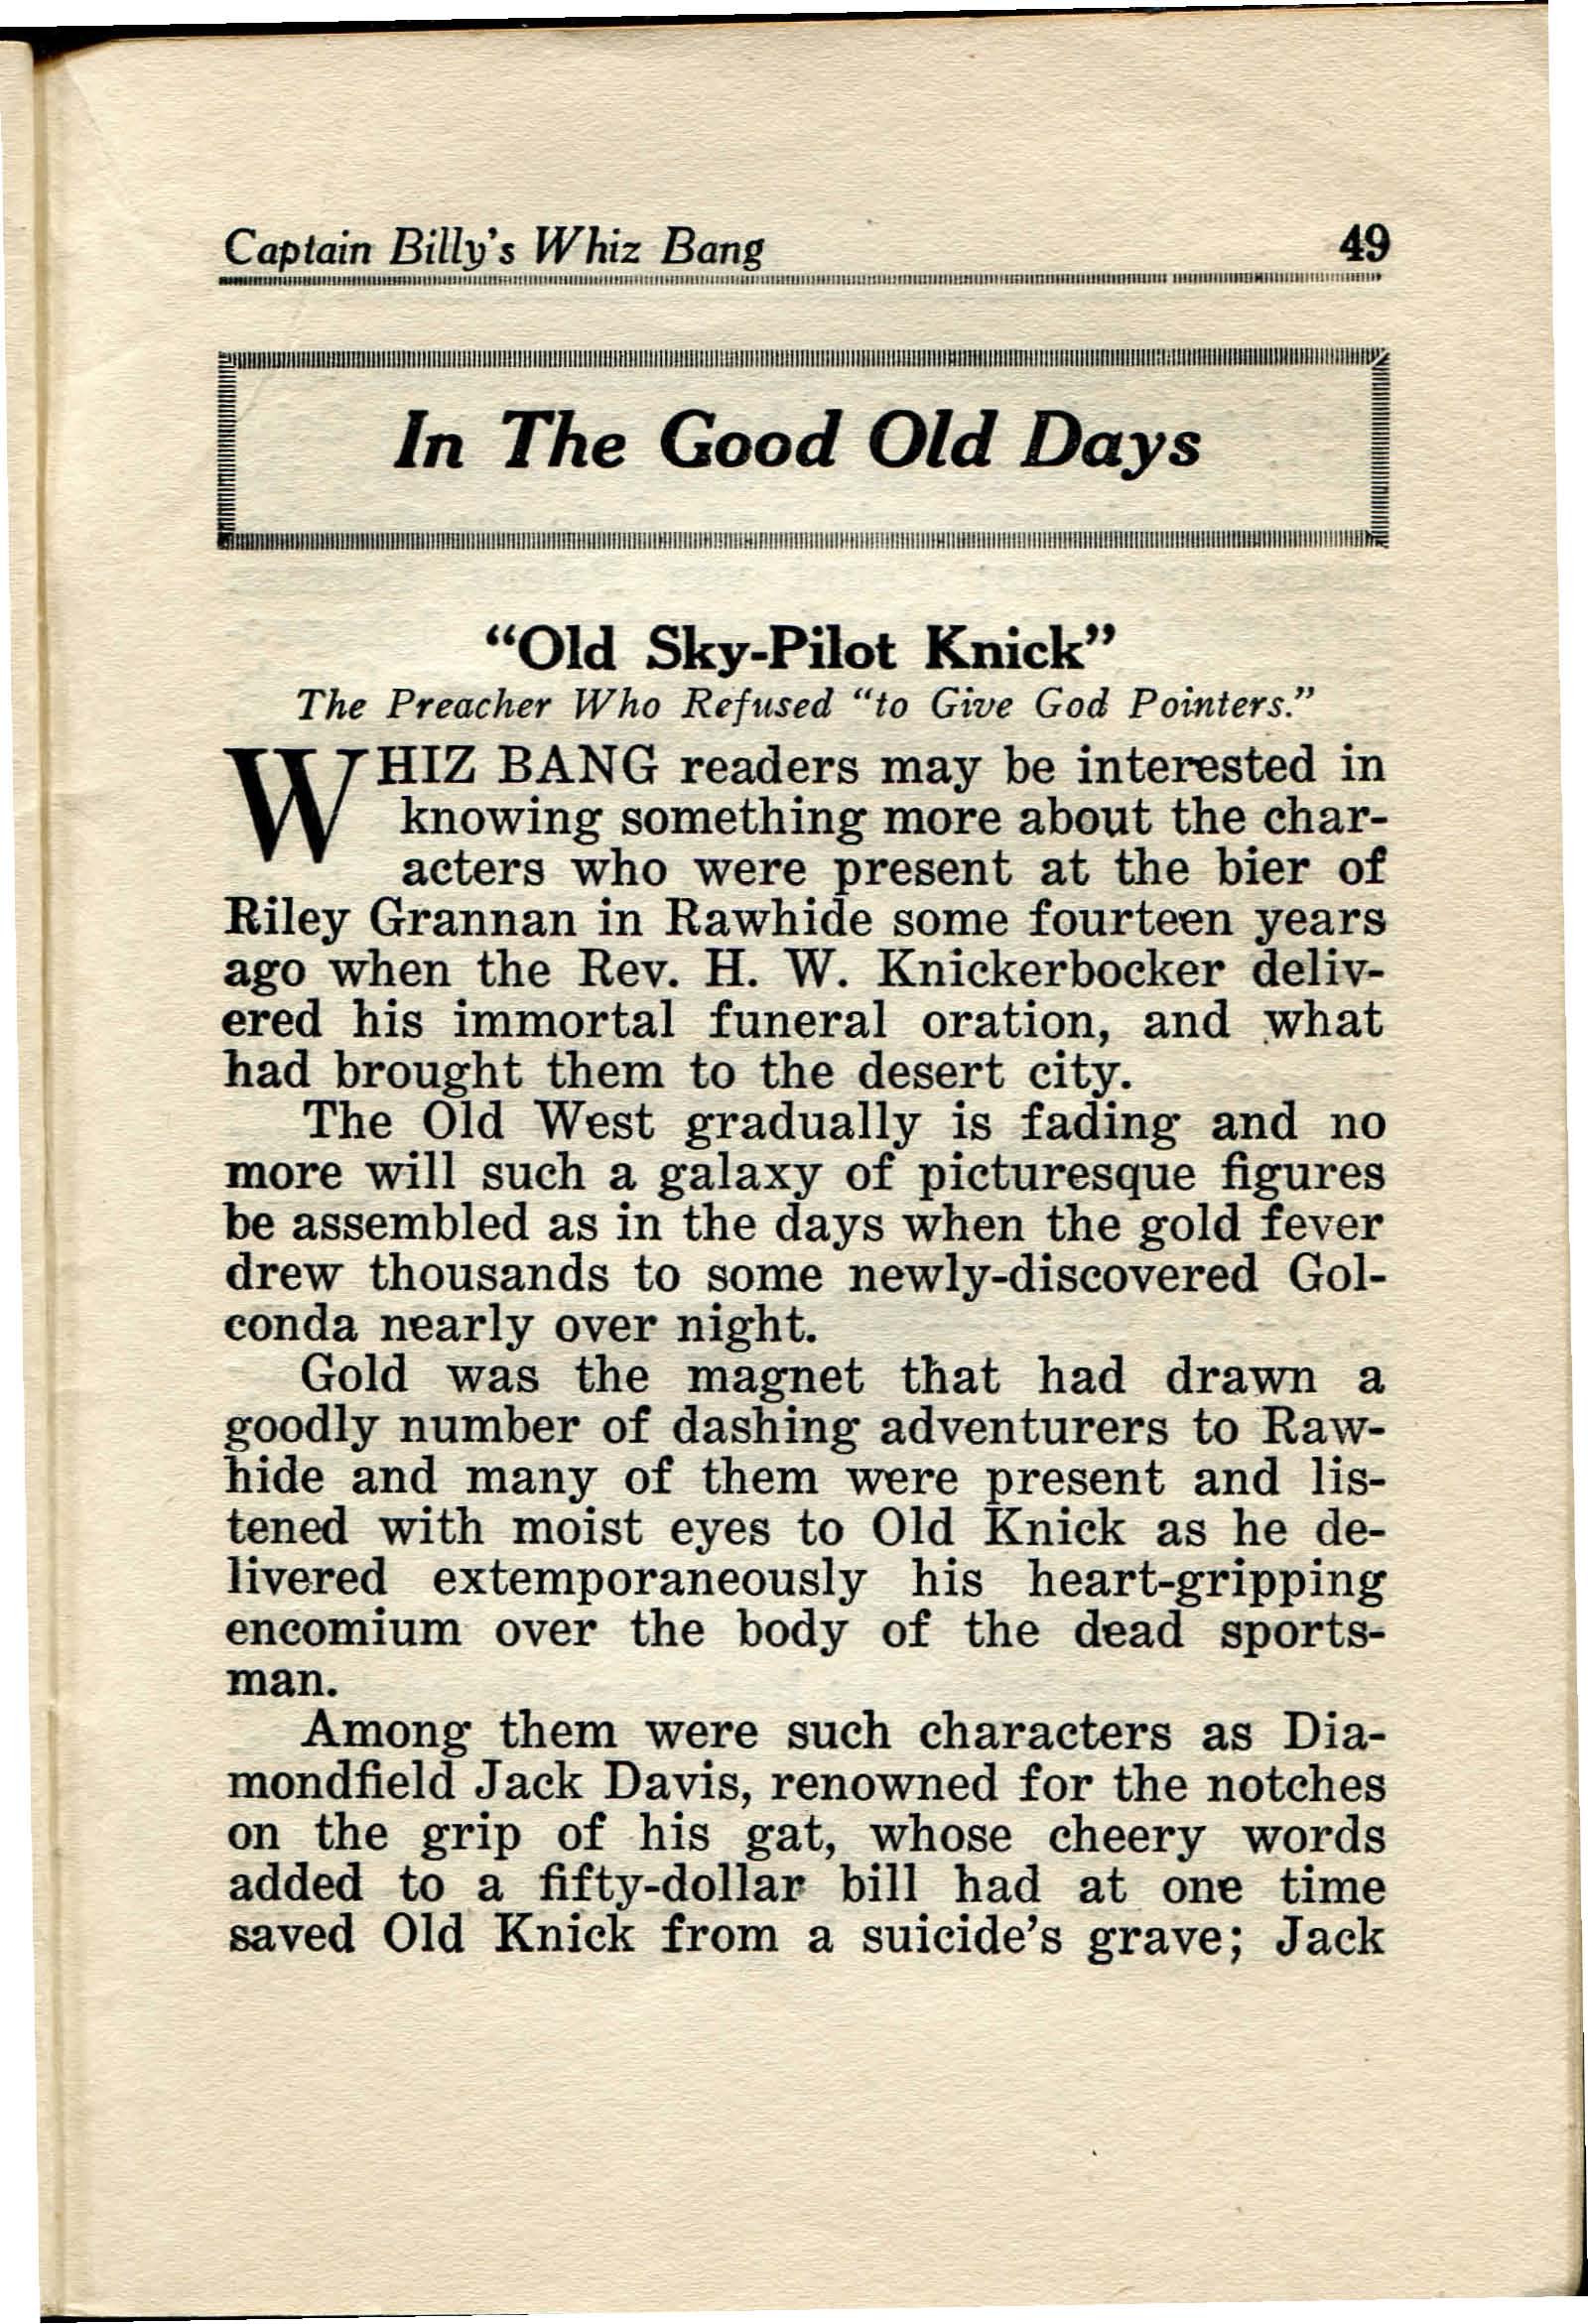 Captain Billy's Whiz Bang 49
In The Good Old Days
“Old Sky-Pilot Knick”
The Preacher Who Refused “to Give God Pointers.”
WHIZ BANG readers may be interested in
knowing something more about the char-
acters who were present at the bier of
Riley Grannan in Rawhide some fourteen years
ago when the Rev. H. W. Knickerbocker deliv-
ered his immortal funeral oration, and what
had brought them to the desert city.
The Old West gradually is fading and no
more will such a galaxy of picturesque figures
be assembled as in the days when the gold fever
drew thousands to some newly-discovered Gol-
conda nearly over night.
Gold was the magnet that had drawn a
goodly number of dashing adventurers to Raw-
hide and many of them were present and lis-
tened with moist eyes to Old Knick as he de-
livered extemporaneously his heart-gripping
encomium over the body of the dead sports-
man.
Among them were such characters as Dia-
mondfield Jack Davis, renowned for the notches
on the grip of his gat, whose cheery words
added to a fifty-dollar bill had at one time
saved Old Knick from a suicide's grave; Jack